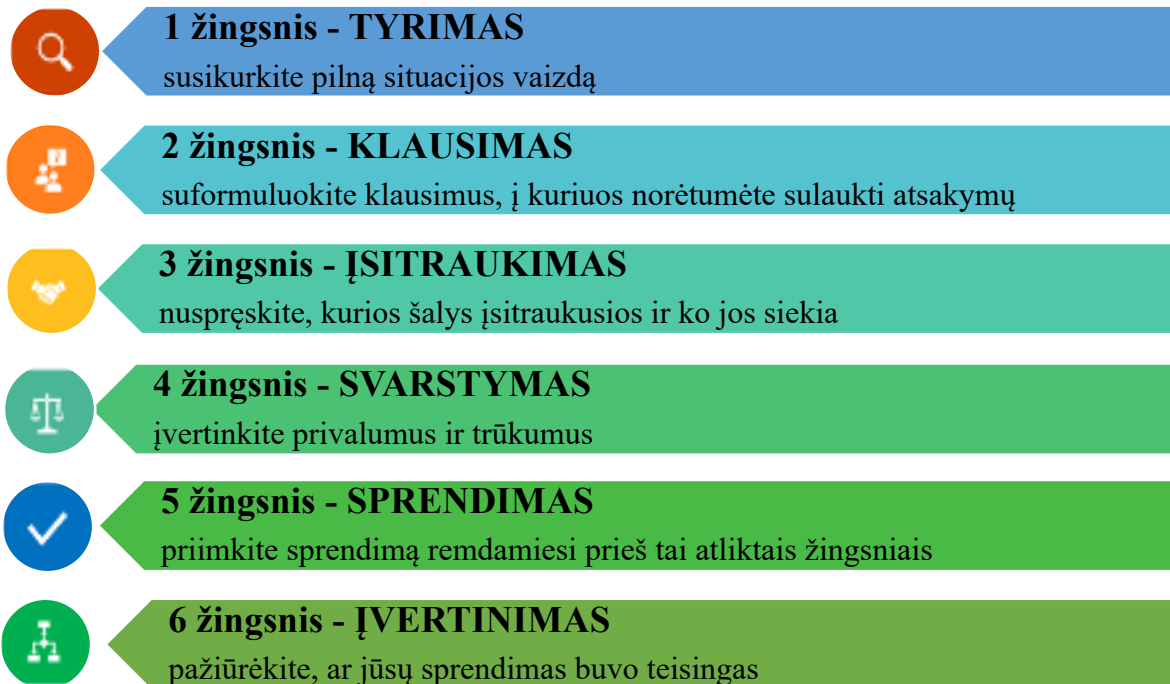 1 žingsnis - TYRIMAS
susikurkite pilną situacijos vaizdą
2 žingsnis - KLAUSIMAS
suformuluokite klausimus, į kuriuos norėtumėte sulaukti atsakymų
3 žingsnis - ĮSITRAUKIMAS
nuspręskite, kurios šalys įsitraukusios ir ko jos siekia
4 žingsnis - SVARSTYMAS
įvertinkite privalumus ir trūkumus
5 žingsnis - SPRENDIMAS
priimkite sprendimą remdamiesi prieš tai atliktais žingsniais
6 žingsnis - ĮVERTINIMAS
pažiūrėkite, ar jūsų sprendimas buvo teisingas